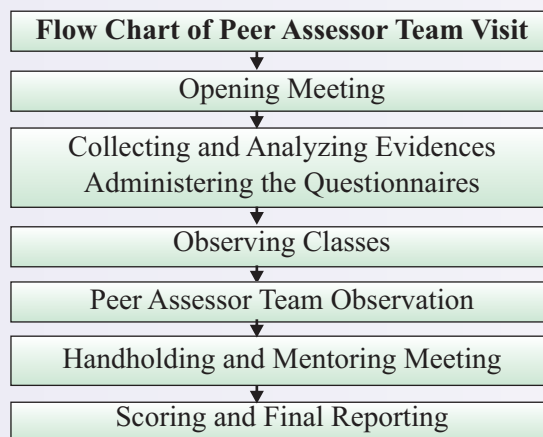 Flow Chart of Peer Assessor Team Visit
Opening Meeting
Collecting and Analyzing Evidences
Administering the Questionnaires
Observing Classes
Peer Assessor Team Observation
Handholding and Mentoring Meeting
Scoring and Final Reporting